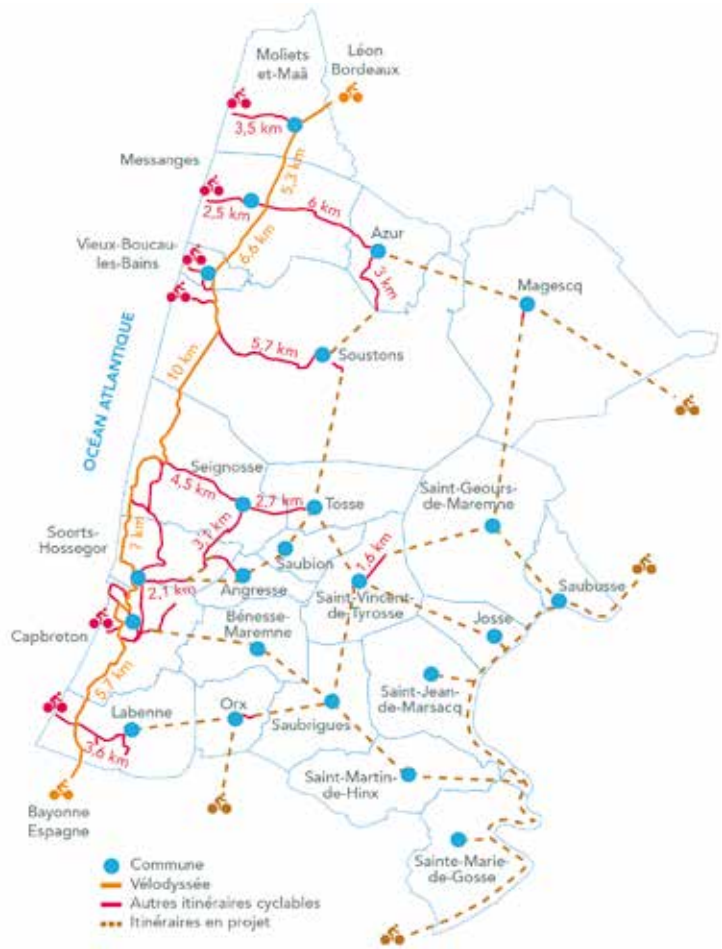 Moliets
et-Maâ
Léon
Bordeaux
3,5 km
Messanges
5,3 km
2,5 km
6 km
Azur
6,6 km
Vieux-Boucau-
les-Bains
3 km
Magescq
OCÉAN ATLANTIQUE
10 km
5,7 km
Soustons
Seignosse
4,5 km
2,7 km
Tosse
Saint-Geours-
de-Maremne
Soorts-
Hossegor
7 km
3,1 km
Saubion
1,6 km
2,1 km
Angresse
Saint-Vincent-
de-Tyrosse
Saubusse
Capbreton
Bénesse-
Maremne
Josse
5,7 km
Labenne
Orx
Saubrigues
Saint-Jean-
de-Marsacq
3,6 km
Saint-Martin-
de-Hinx
Bayonne
Espagne
Sainte-Marie-
de-Gosse
Commune
Vélodyssée
Autres itinéraires cyclables
Itinéraires en projet